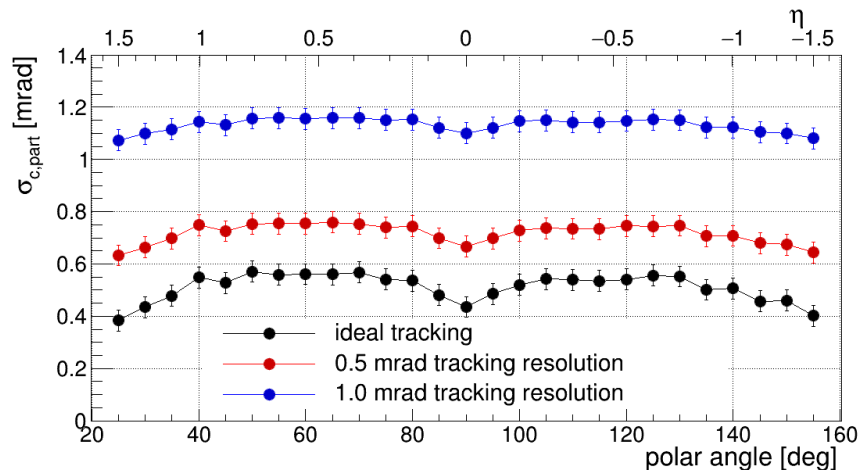 η
1.5 1 0.5 0 −0.5 −1 −1.5
σc,part [mrad]
1.4
1.2
1
0.8
0.6
0.4
0.2
0
ideal tracking
0.5 mrad tracking resolution
1.0 mrad tracking resolution
20 40 60 80 100 120 140 160
polar angle [deg]